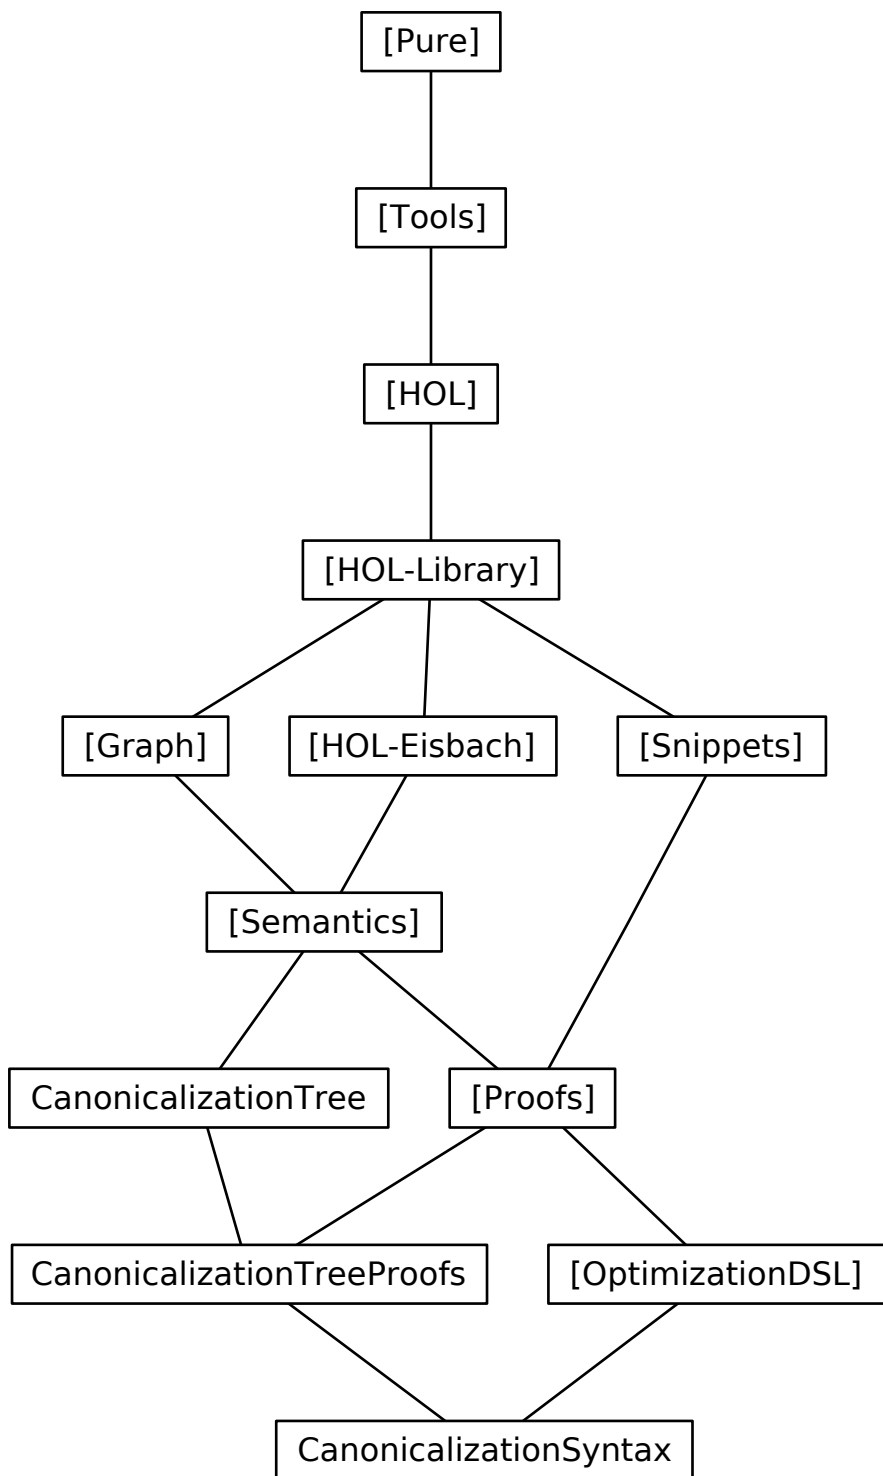 [Pure]
[Tools]
[HOL]
[HOL-Library]
[Graph]
[HOL-Eisbach]
[Snippets]
[Semantics]
CanonicalizationTree
[Proofs]
CanonicalizationTreeProofs
[OptimizationDSL]
CanonicalizationSyntax